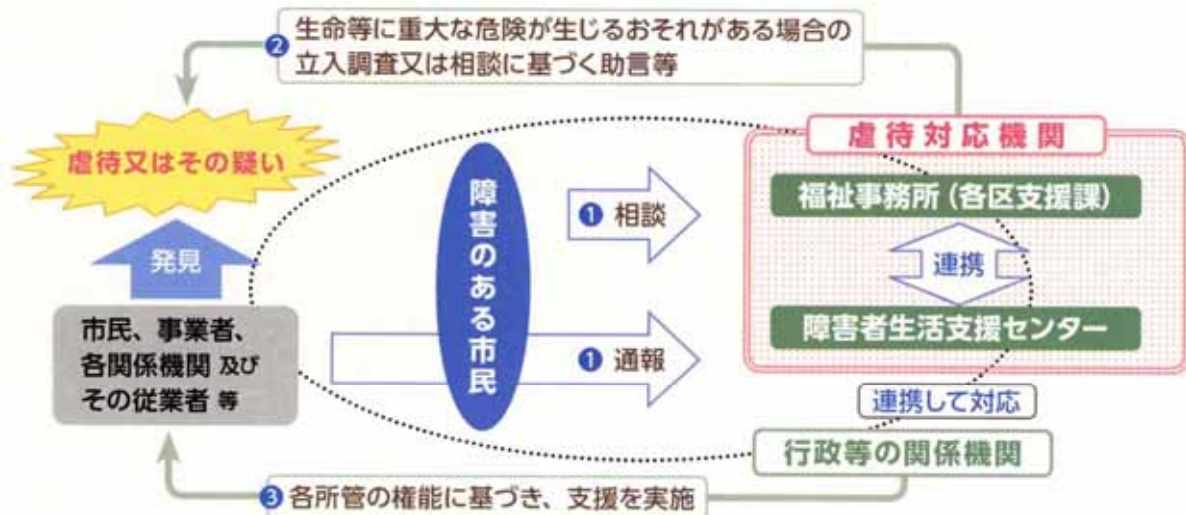 ❷ 生命等に重大な危険が生じるおそれがある場合の
立入調査又は相談に基づく助言等
虐待又はその疑い
発見
市民、事業者、
各関係機関 及び
その従業者 等
障害のある市民
❶ 相談
❶ 通報
虐待対応機関
福祉事務所(各区支援課)
連携
障害者生活支援センター
連携して対応
行政等の関係機関
❸ 各所管の権能に基づき、支援を実施